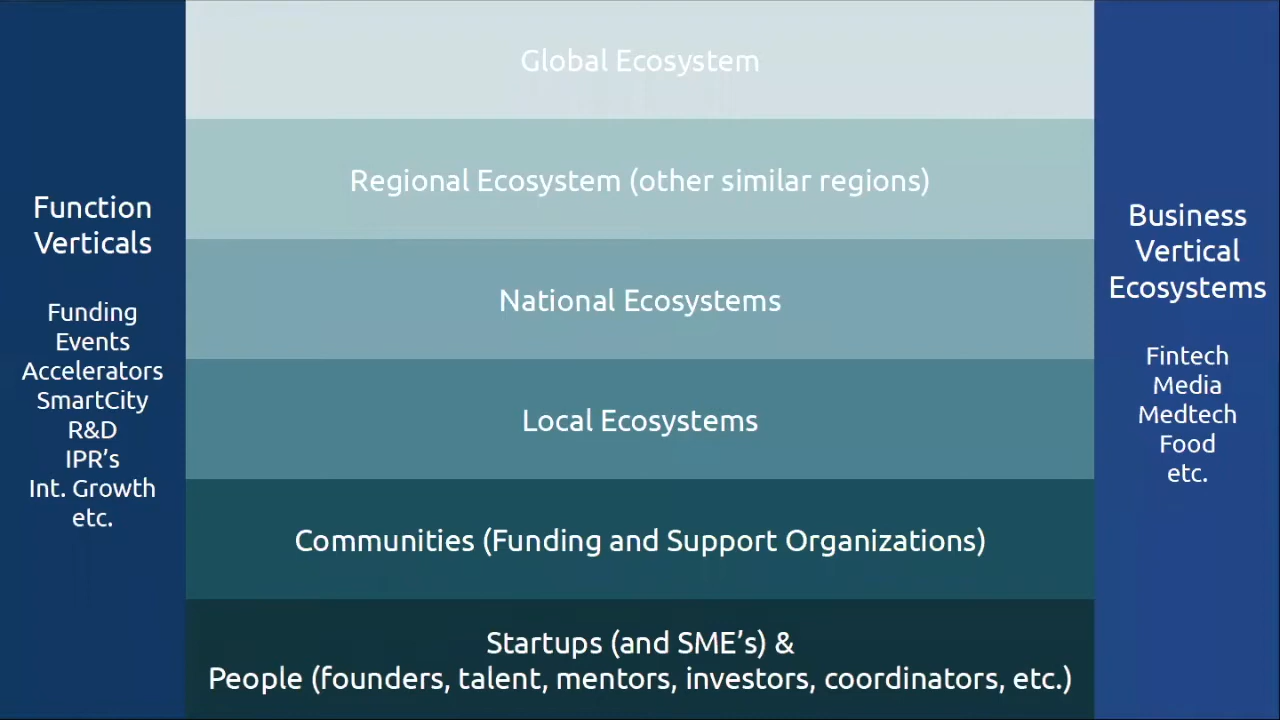 Global Ecosystem
Regional Ecosystem (other similar regions)
National Ecosystems
Local Ecosystems
Communities (Funding and Support Organizations)
Startups (and SME’s) &
People (founders, talent, mentors, investors, coordinators, etc.)
Function
Verticals
Funding
Events
Accelerators
SmartCity
R&D
IPR’s
Int. Growth
etc.
Business
Vertical
Ecosystems
Fintech
Media
Medtech
Food
etc.